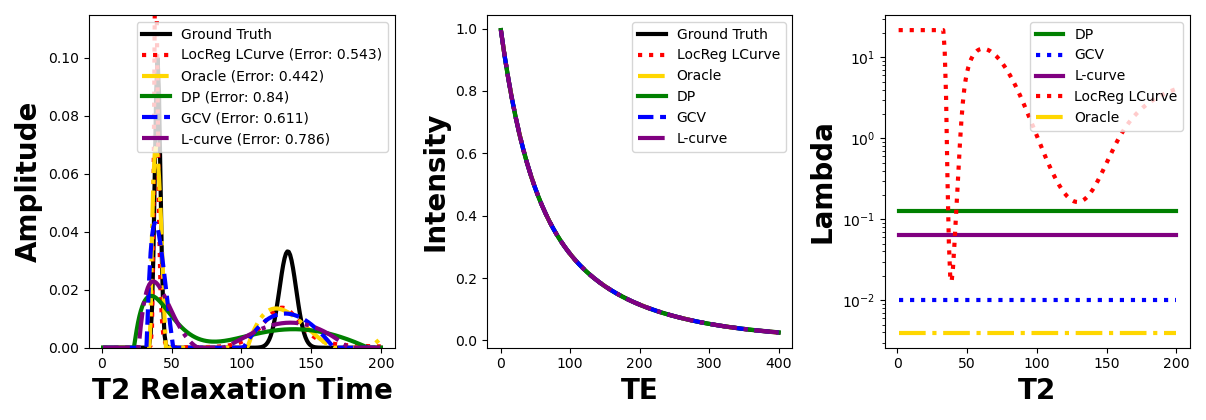 Amplitude
0.00
0.02
0.04
0.06
0.08
0.10
Ground Truth
LocReg LCurve (Error: 0.543)
Oracle (Error: 0.442)
DP (Error: 0.84)
GCV (Error: 0.611)
L-curve (Error: 0.786)
0 50 100 150 200
T2 Relaxation Time
Intensity
0.0
0.2
0.4
0.6
0.8
1.0
Ground Truth
LocReg LCurve
Oracle
DP
GCV
L-curve
0 100 200 300 400
TE
Lambda
10⁻²
10⁻¹
10⁰
10¹
DP
GCV
L-curve
LocReg LCurve
Oracle
0 50 100 150 200
T2